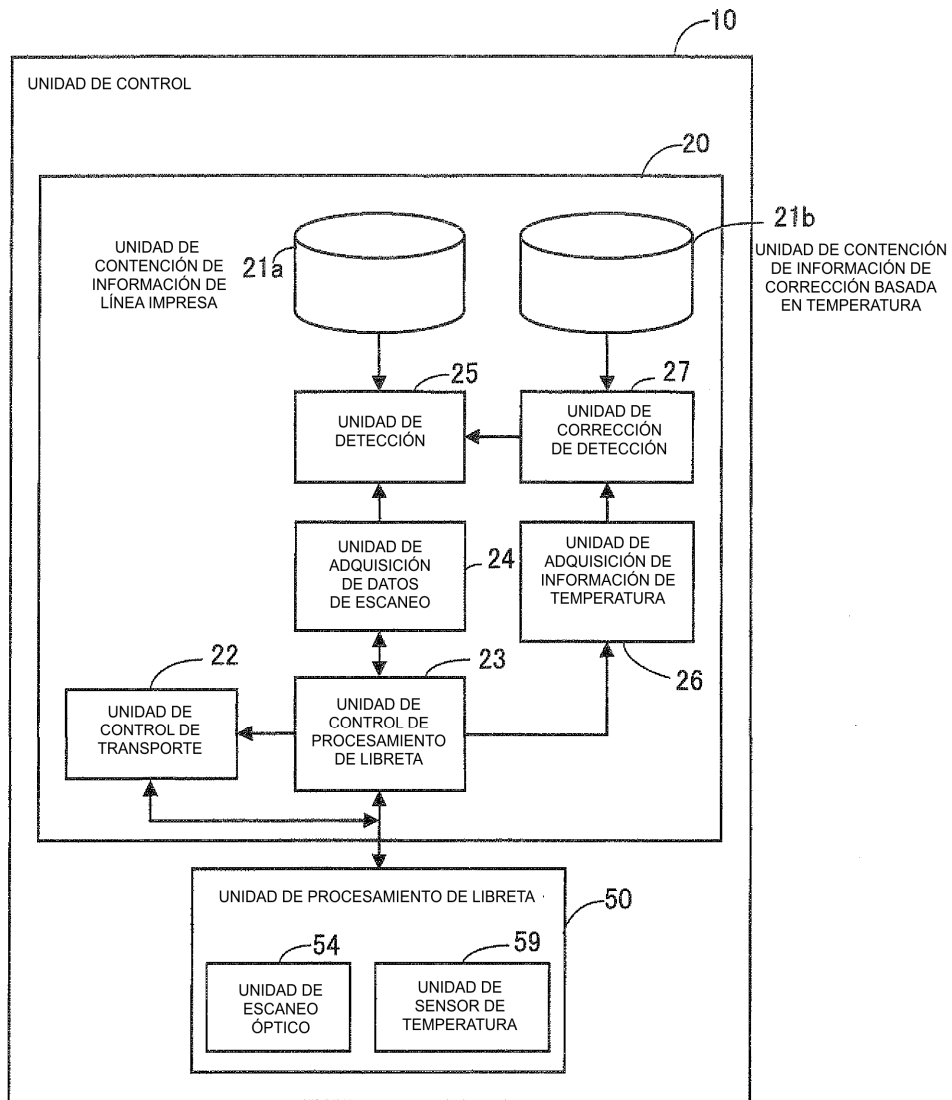 10
UNIDAD DE CONTROL
20
21b
UNIDAD DE
CONTENCIÓN DE
INFORMACIÓN DE
LÍNEA IMPRESA
21a
UNIDAD DE CONTENCIÓN
DE INFORMACIÓN DE
CORRECCIÓN BASADA
EN TEMPERATURA
25
UNIDAD DE
DETECCIÓN
27
UNIDAD DE
CORRECCIÓN
DE DETECCIÓN
UNIDAD DE
ADQUISICIÓN
DE DATOS
DE ESCANEO
24
UNIDAD DE
ADQUISICIÓN DE
INFORMACIÓN DE
TEMPERATURA
26
22
UNIDAD DE
CONTROL DE
TRANSPORTE
23
UNIDAD DE
CONTROL DE
PROCESAMIENTO
DE LIBRETA
UNIDAD DE PROCESAMIENTO DE LIBRETA
50
54
UNIDAD DE
ESCANEO
ÓPTICO
59
UNIDAD DE
SENSOR DE
TEMPERATURA